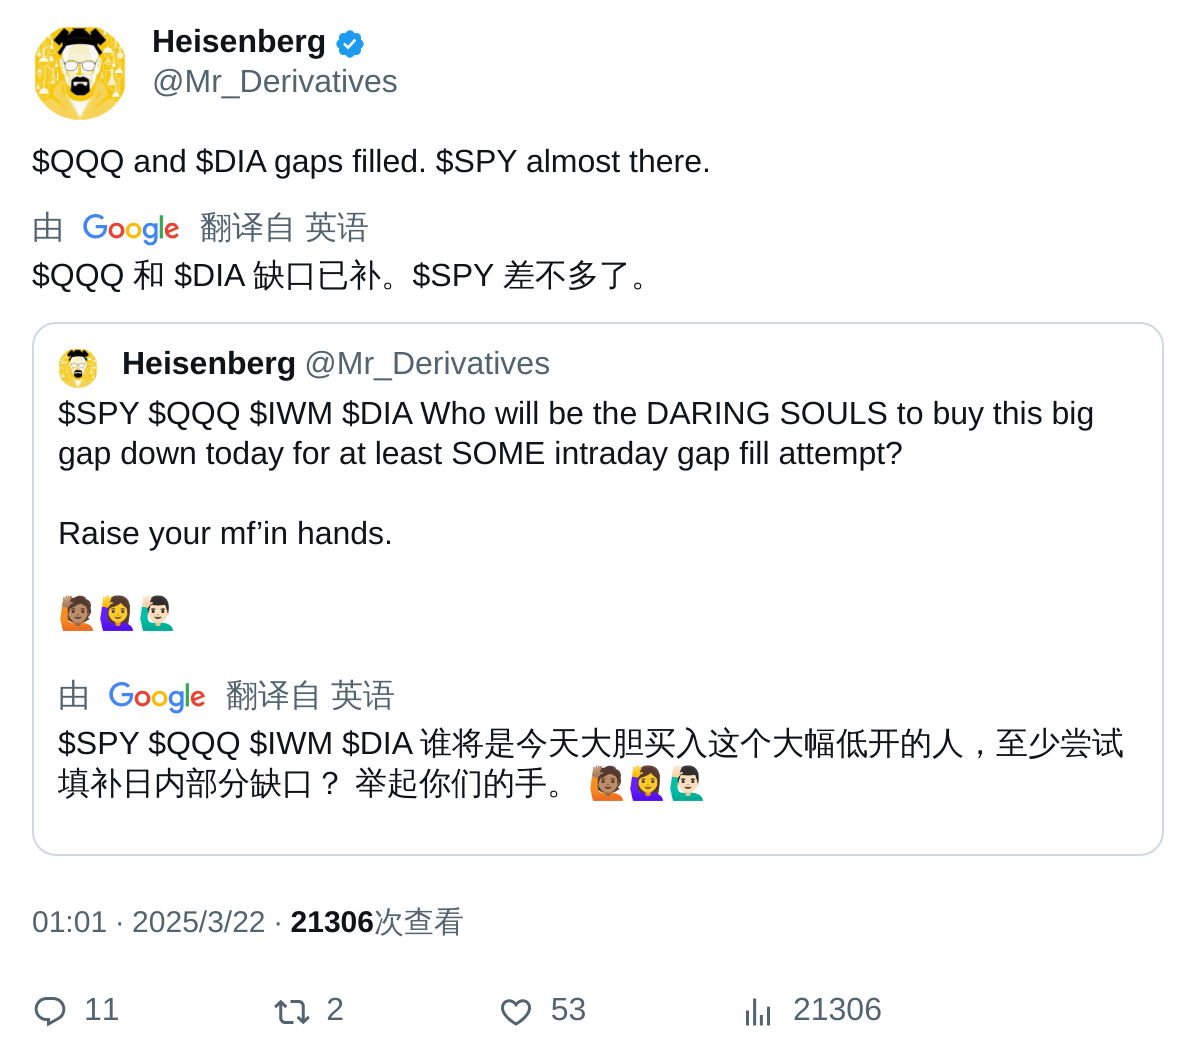 Heisenberg
@Mr_Derivatives
$QQQ and $DIA gaps filled. $SPY almost there.
由 Google 翻译自 英语
$QQQ 和 $DIA 缺口已补。$SPY 差不多了。
Heisenberg @Mr_Derivatives
$SPY $QQQ $IWM $DIA Who will be the DARING SOULS to buy this big
gap down today for at least SOME intraday gap fill attempt?
Raise your mf’in hands.
🙋🏽🙋‍♀️🙋🏻‍♂️
由 Google 翻译自 英语
$SPY $QQQ $IWM $DIA 谁将是今天大胆买入这个大幅低开的人，至少尝试
填补日内部分缺口？ 举起你们的手。 🙋🏽🙋‍♀️🙋🏻‍♂️
01:01 · 2025/3/22 · 21306次查看
11 2 53 21306